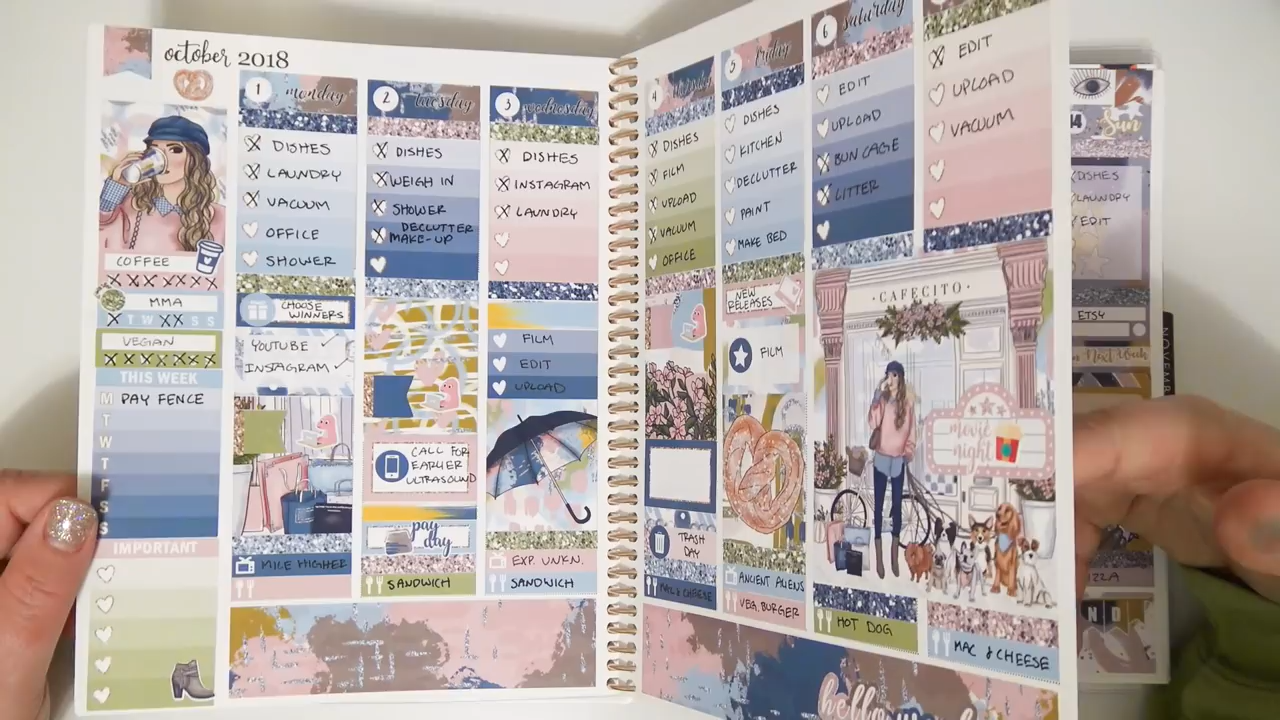 october 2018
COFFEE
MMA
T W S S
VEGAN
THIS WEEK
M PAY FENCE
T
W
T
F
S
S
IMPORTANT
1 monday
DISHES
LAUNDRY
VACUUM
OFFICE
SHOWER
CHOOSE
WINNERS
YOUTUBE
INSTAGRAM
MILE HIGHER
2 tuesday
DISHES
WEIGH IN
SHOWER
DECLUTTER
MAKE-UP
CALL FOR
EARLIER
ULTRASOUND
pay
day
SANDWICH
3 wednesday
DISHES
INSTAGRAM
LAUNDRY
FILM
EDIT
UPLOAD
EXP. UNKN.
SANDWICH
4
DISHES
FILM
UPLOAD
VACUUM
OFFICE
TRASH
DAY
MAC & CHEESE
5 friday
DISHES
KITCHEN
DECLUTTER
PAINT
MAKE BED
NEW
RELEASES
FILM
ANCIENT ALIENS
VEG. BURGER
6 saturday
EDIT
UPLOAD
BUN CAGE
LITTER
HOT DOG
EDIT
UPLOAD
VACUUM
CAFECITO
movie
night
MAC & CHEESE
hello
Sun
DISHES
LAUNDRY
EDIT
ETSY
Next Week
NOVEMB